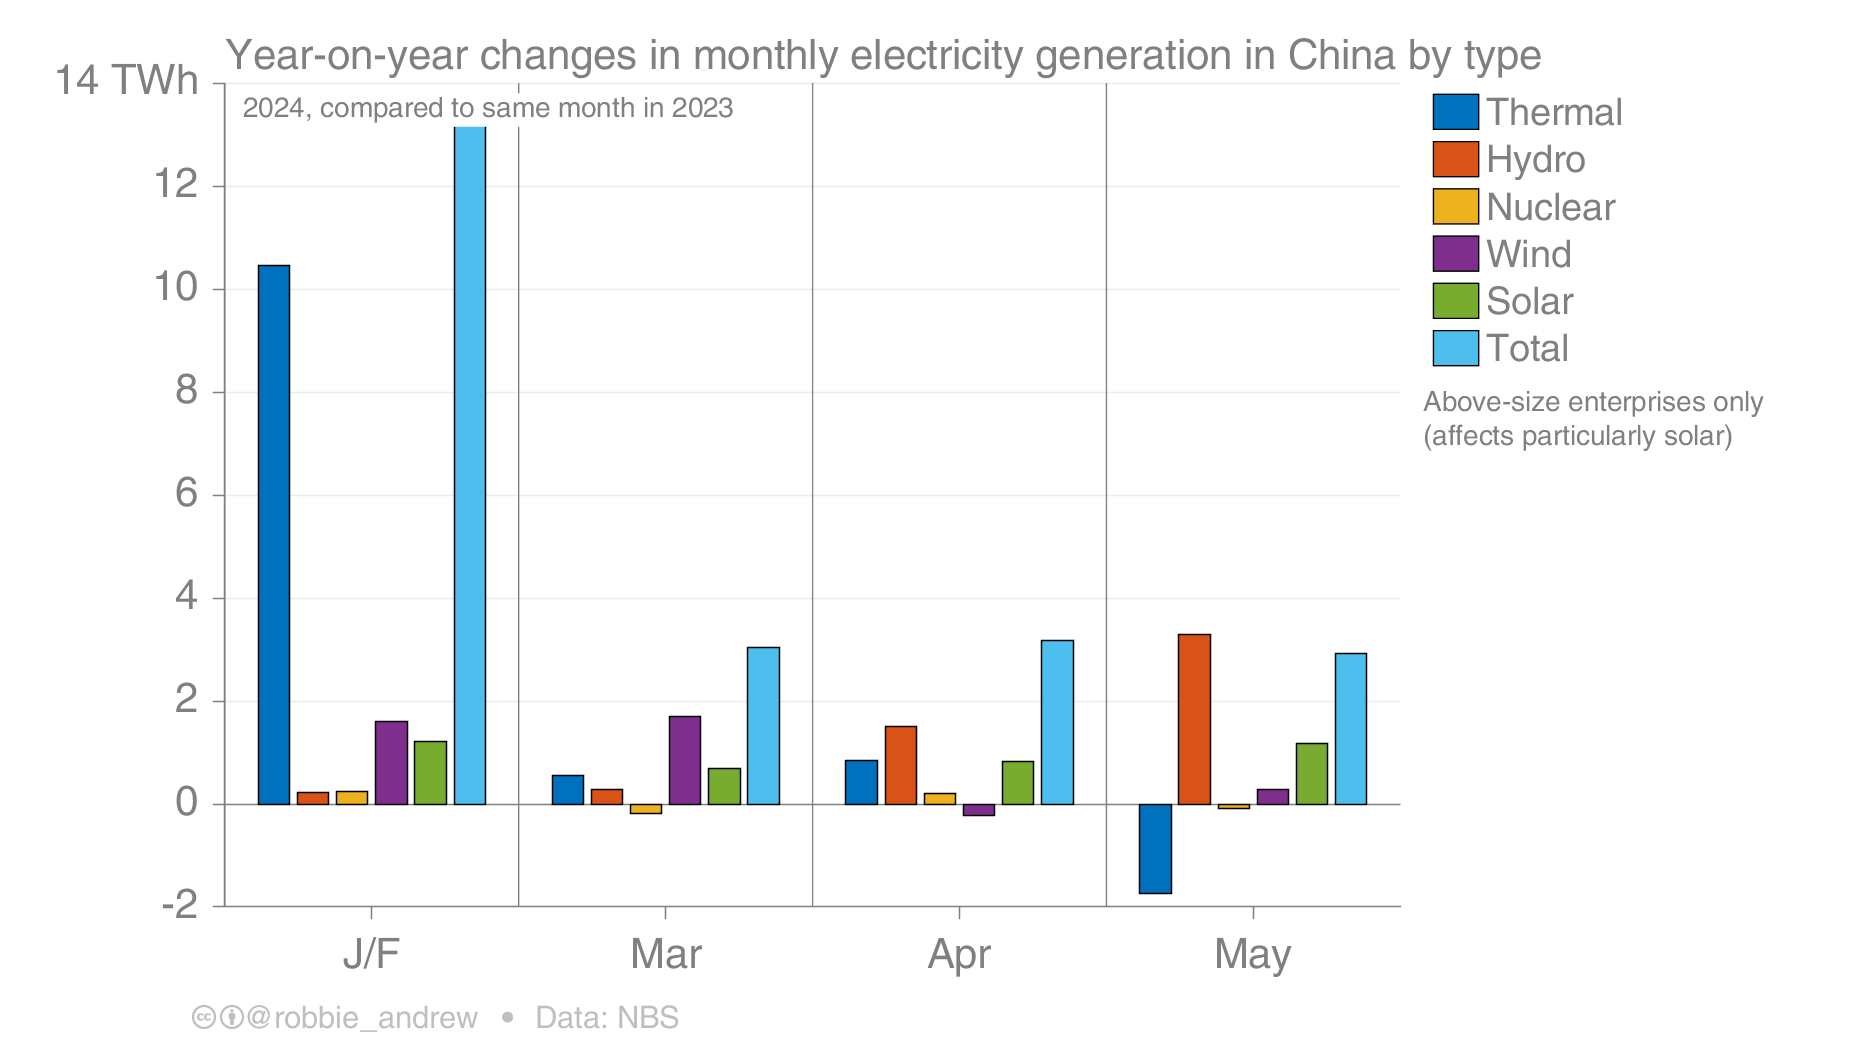 Year-on-year changes in monthly electricity generation in China by type
14 TWh
2024, compared to same month in 2023
12
10
8
6
4
2
0
-2
J/F
Mar
Apr
May
Thermal
Hydro
Nuclear
Wind
Solar
Total
Above-size enterprises only
(affects particularly solar)
cc @robbie_andrew • Data: NBS